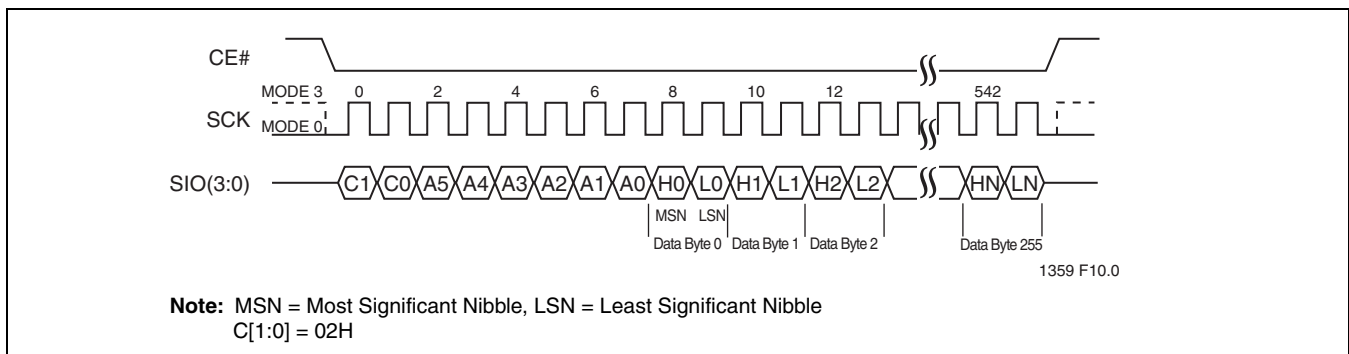 CE#
MODE 3 0 2 4 6 8 10 12 542
SCK
MODE 0
SIO(3:0) C1 C0 A5 A4 A3 A2 A1 A0 H0 L0 H1 L1 H2 L2 HN LN
MSN LSN
Data Byte 0 Data Byte 1 Data Byte 2 Data Byte 255
1359 F10.0
Note: MSN = Most Significant Nibble, LSN = Least Significant Nibble
C[1:0] = 02H